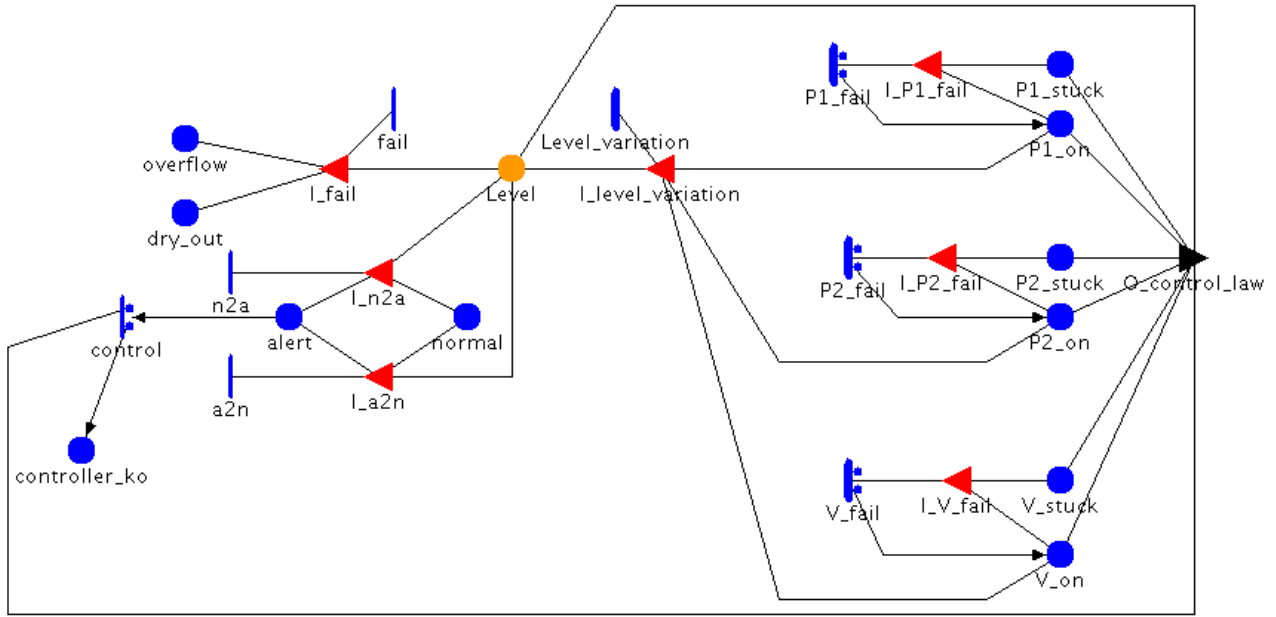 P1_fail
I_P1_fail
P1_stuck
fail
Level_variation
P1_on
overflow
I_fail
Level
I_level_variation
dry_out
n2a
I_n2a
P2_fail
I_P2_fail
P2_stuck
O_control_law
control
alert
normal
P2_on
a2n
I_a2n
controller_ko
V_fail
I_V_fail
V_stuck
V_on